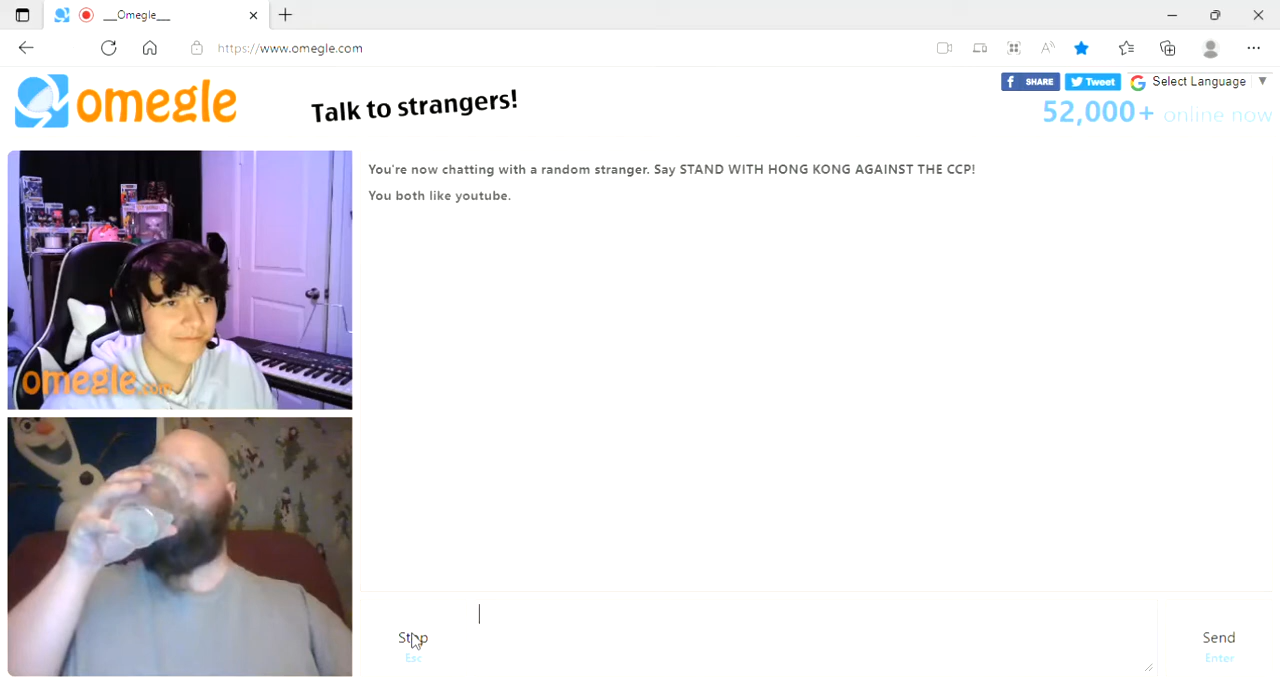 __Omegle__
https://www.omegle.com
omegle
Talk to strangers!
SHARE
Tweet
Select Language
52,000+ online now
You're now chatting with a random stranger. Say STAND WITH HONG KONG AGAINST THE CCP!
You both like youtube.
omegle.com
Stop
Esc
Send
Enter